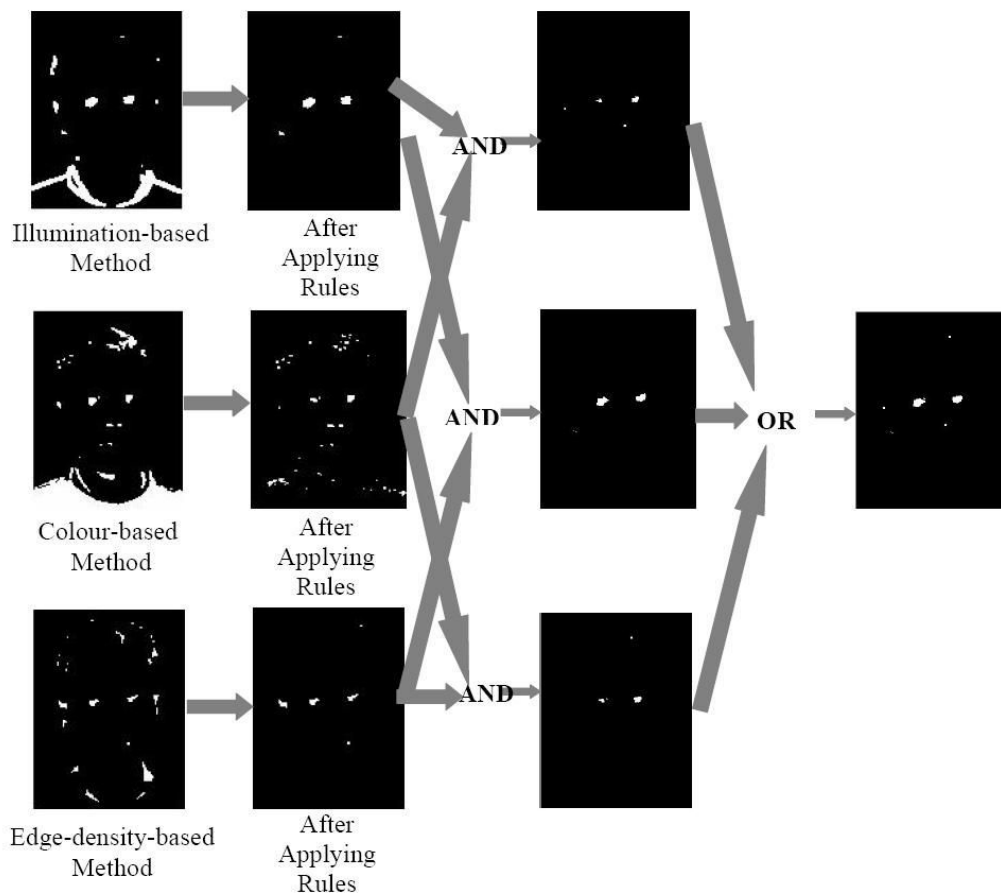 Illumination-based
Method
After
Applying
Rules
AND
Colour-based
Method
After
Applying
Rules
AND
OR
Edge-density-based
Method
After
Applying
Rules
AND